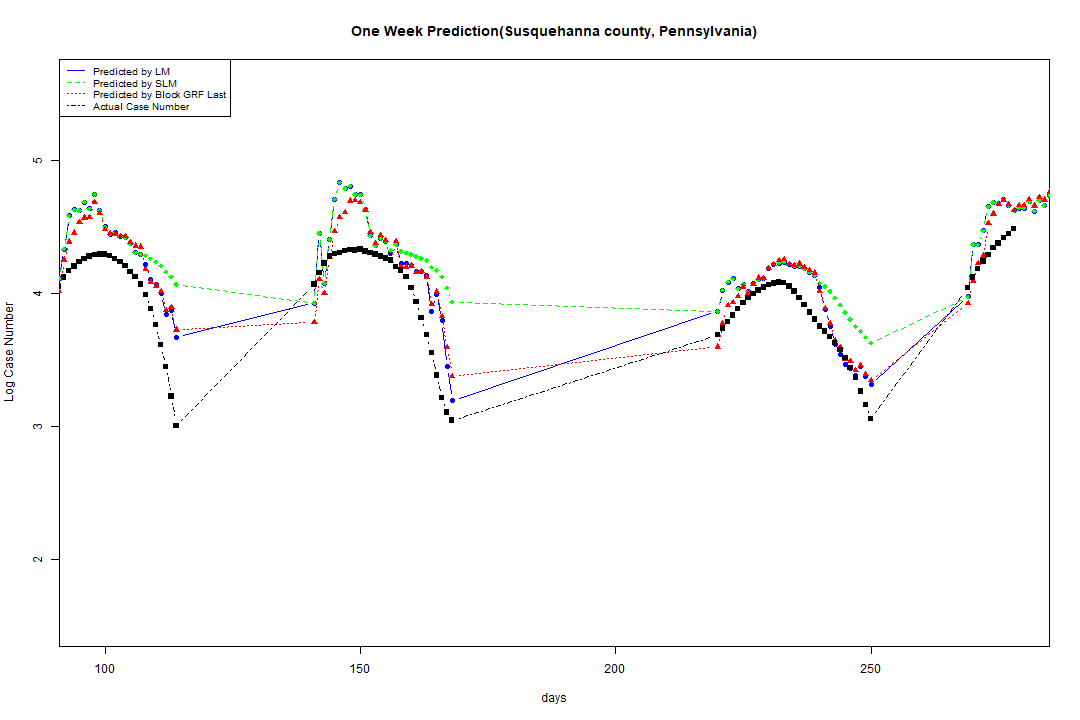 One Week Prediction(Susquehanna county, Pennsylvania)
Predicted by LM
Predicted by SLM
Predicted by Block GRF Last
Actual Case Number
5
4
3
2
Log Case Number
100 150 200 250
days